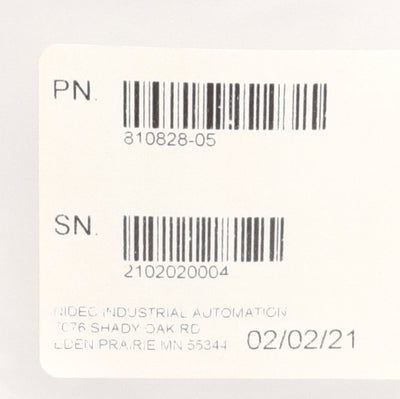 PN.
810828-05
SN.
2102020004
NIDEC INDUSTRIAL AUTOMATION
7076 SHADY OAK RD
EDEN PRAIRIE MN 55344
02/02/21